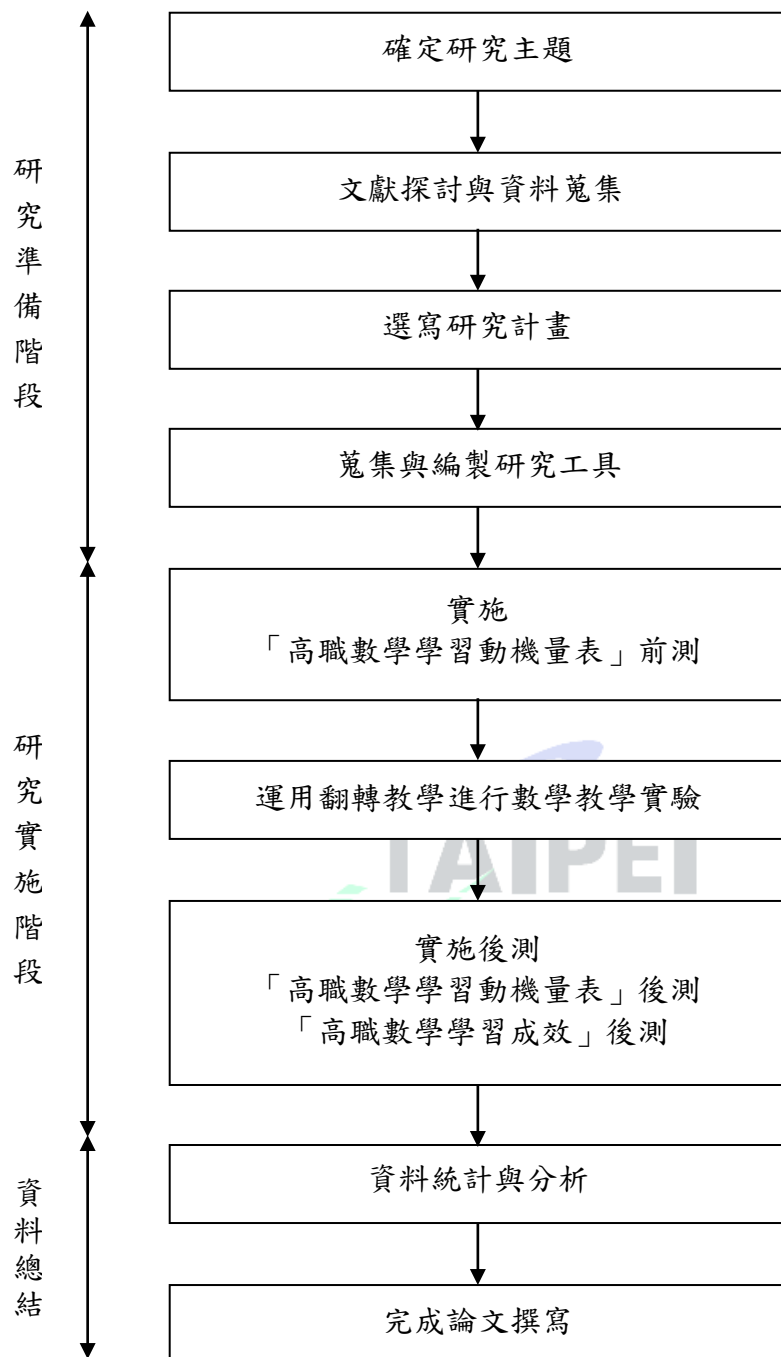 研究準備階段
確定研究主題
文獻探討與資料蒐集
選寫研究計畫
蒐集與編製研究工具
研究實施階段
實施
「高職數學學習動機量表」前測
運用翻轉教學進行數學教學實驗
TAIPEI
實施後測
「高職數學學習動機量表」後測
「高職數學學習成效」後測
資料總結
資料統計與分析
完成論文撰寫